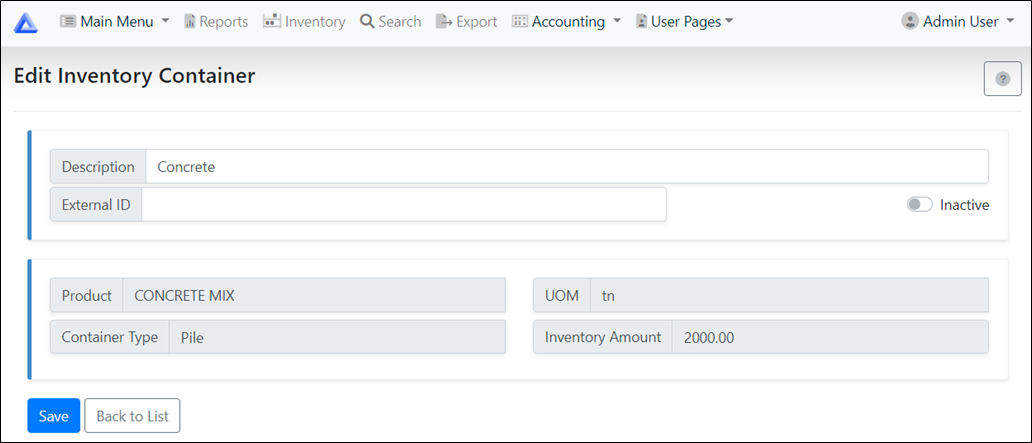 Main Menu Reports Inventory Search Export Accounting User Pages Admin User
Edit Inventory Container
?
Description Concrete
External ID Inactive
Product CONCRETE MIX UOM tn
Container Type Pile Inventory Amount 2000.00
Save Back to List